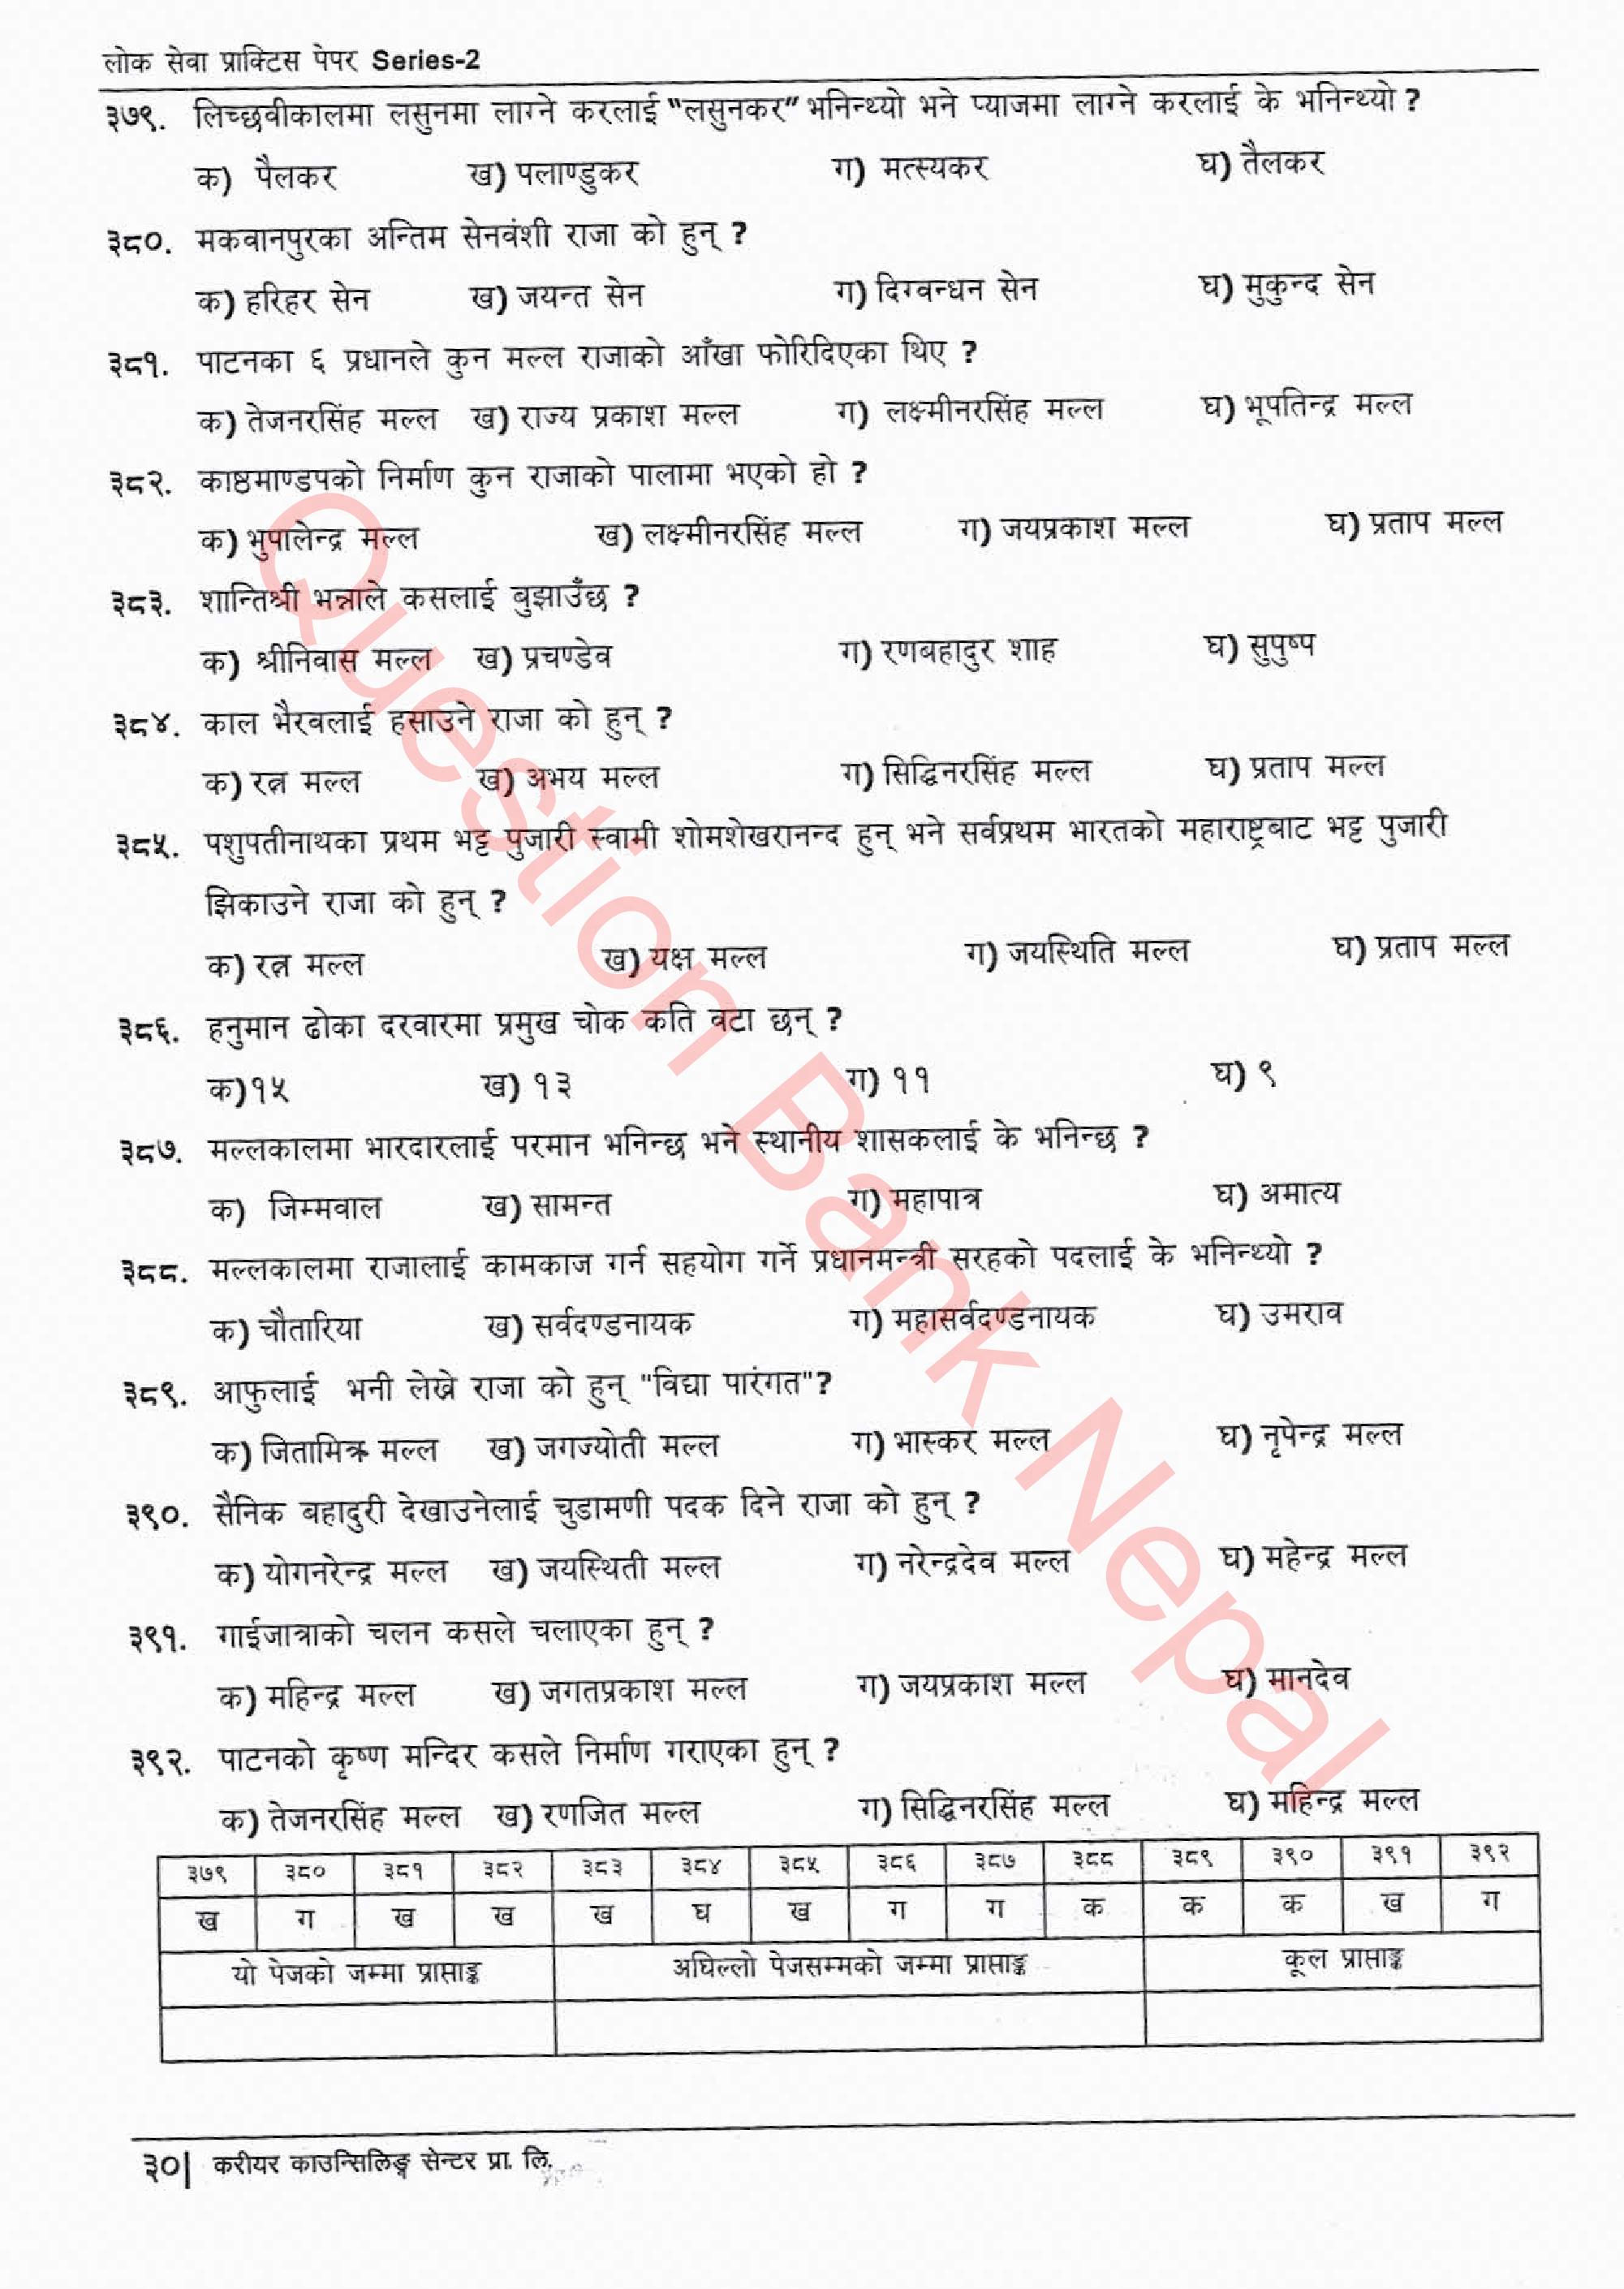 लोक सेवा प्राक्टिस पेपर Series-2
३७९. लिच्छवीकालमा लसुनमा लाग्ने करलाई "लसुनकर" भनिन्थ्यो भने प्याजमा लाग्ने करलाई के भनिन्थ्यो ?
क) पैलकर ख) पलाण्डुकर ग) मत्स्यकर घ) तैलकर
३८०. मकवानपुरका अन्तिम सेनवंशी राजा को हुन् ?
क) हरिहर सेन ख) जयन्त सेन ग) दिग्वन्धन सेन घ) मुकुन्द सेन
३८१. पाटनका ६ प्रधानले कुन मल्ल राजाको आँखा फोरिदिएका थिए ?
क) तेजनरसिंह मल्ल ख) राज्य प्रकाश मल्ल ग) लक्ष्मीनरसिंह मल्ल घ) भूपतिन्द्र मल्ल
३८२. काष्ठमाण्डपको निर्माण कुन राजाको पालामा भएको हो ?
क) भुपालेन्द्र मल्ल ख) लक्ष्मीनरसिंह मल्ल ग) जयप्रकाश मल्ल घ) प्रताप मल्ल
३८३. शान्तिश्री भन्नाले कसलाई बुझाउँछ ?
क) श्रीनिवास मल्ल ख) प्रचण्डेव ग) रणबहादुर शाह घ) सुपुष्प
३८४. काल भैरवलाई हसाउने राजा को हुन् ?
क) रत्न मल्ल ख) अभय मल्ल ग) सिद्धिनरसिंह मल्ल घ) प्रताप मल्ल
३८५. पशुपतीनाथका प्रथम भट्ट पुजारी स्वामी शोमशेखरानन्द हुन् भने सर्वप्रथम भारतको महाराष्ट्रबाट भट्ट पुजारी
झिकाउने राजा को हुन् ?
क) रत्न मल्ल ख) यक्ष मल्ल ग) जयस्थिति मल्ल घ) प्रताप मल्ल
३८६. हनुमान ढोका दरवारमा प्रमुख चोक कति वटा छन् ?
क) १५ ख) १३ ग) ११ घ) ९
३८७. मल्लकालमा भारदारलाई परमान भनिन्छ भने स्थानीय शासकलाई के भनिन्छ ?
क) जिम्मवाल ख) सामन्त ग) महापात्र घ) अमात्य
३८८. मल्लकालमा राजालाई कामकाज गर्न सहयोग गर्ने प्रधानमन्त्री सरहको पदलाई के भनिन्थ्यो ?
क) चौतारिया ख) सर्वदण्डनायक ग) महासर्वदण्डनायक घ) उमराव
३८९. आफुलाई भनी लेख्ने राजा को हुन् "विद्या पारंगत"?
क) जितामित्र मल्ल ख) जगज्योती मल्ल ग) भास्कर मल्ल घ) नृपेन्द्र मल्ल
३९०. सैनिक बहादुरी देखाउनेलाई चुडामणी पदक दिने राजा को हुन् ?
क) योगनरेन्द्र मल्ल ख) जयस्थिती मल्ल ग) नरेन्द्रदेव मल्ल घ) महेन्द्र मल्ल
३९१. गाईजात्राको चलन कसले चलाएका हुन् ?
क) महिन्द्र मल्ल ख) जगतप्रकाश मल्ल ग) जयप्रकाश मल्ल घ) मानदेव
३९२. पाटनको कृष्ण मन्दिर कसले निर्माण गराएका हुन् ?
क) तेजनरसिंह मल्ल ख) रणजित मल्ल ग) सिद्धिनरसिंह मल्ल घ) महिन्द्र मल्ल
३७९ ३८० ३८१ ३८२ ३८३ ३८४ ३८५ ३८६ ३८७ ३८८ ३८९ ३९० ३९१ ३९२
ख ग ख ख ख घ ख ग ग क क क ख ग
यो पेजको जम्मा प्राप्ताङ्क अघिल्लो पेजसम्मको जम्मा प्राप्ताङ्क कूल प्राप्ताङ्क
३०| करीयर काउन्सिलिङ्ग सेन्टर प्रा. लि.
Question Bank Nepal